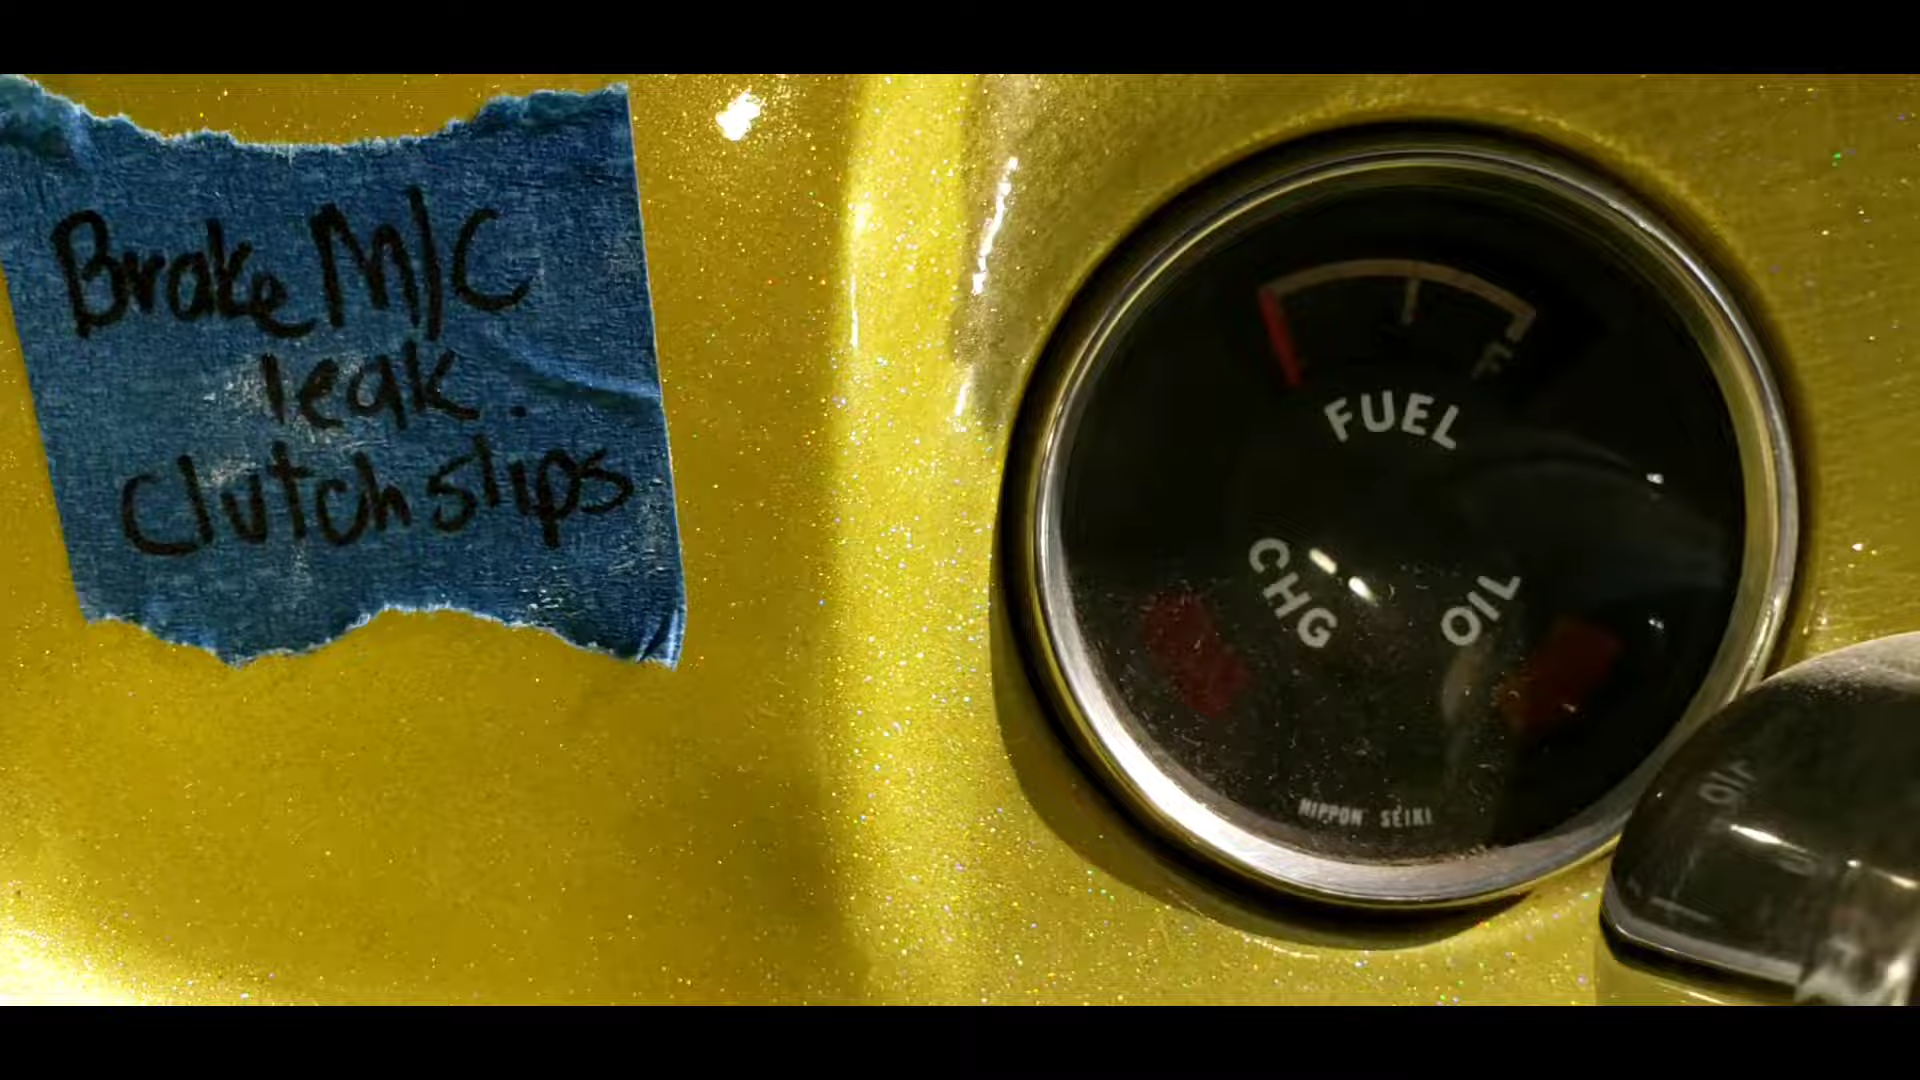 Brake M/C
leak.
Clutch slips
F
FUEL
CHG
OIL
NIPPON SEIKI